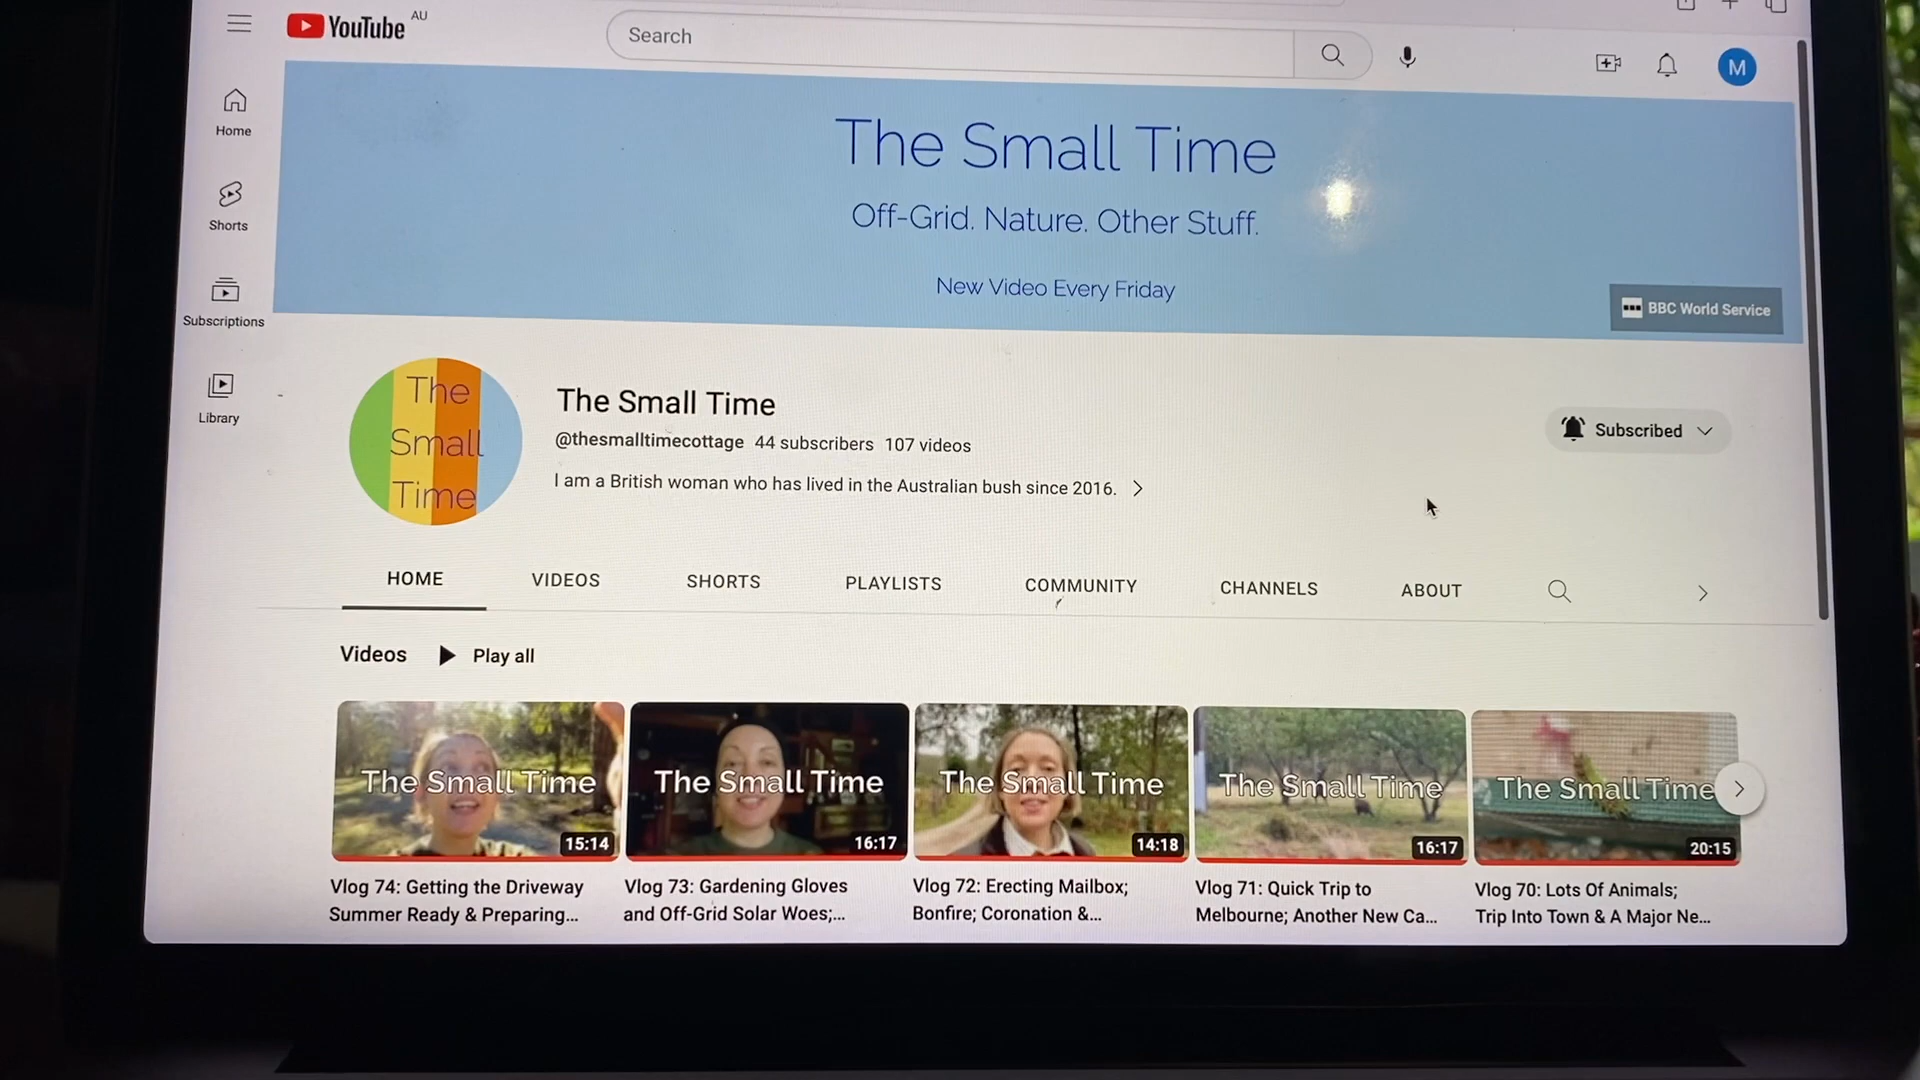 YouTube AU
Search
M
Home
Shorts
Subscriptions
Library
The Small Time
Off-Grid. Nature. Other Stuff.
New Video Every Friday
BBC World Service
The
Small
Time
The Small Time
@thesmalltimecottage 44 subscribers 107 videos
I am a British woman who has lived in the Australian bush since 2016.
Subscribed
HOME VIDEOS SHORTS PLAYLISTS COMMUNITY CHANNELS ABOUT
Videos Play all
The Small Time
15:14
The Small Time
16:17
The Small Time
14:18
The Small Time
16:17
The Small Time
20:15
Vlog 74: Getting the Driveway
Summer Ready & Preparing...
Vlog 73: Gardening Gloves
and Off-Grid Solar Woes;...
Vlog 72: Erecting Mailbox;
Bonfire; Coronation &...
Vlog 71: Quick Trip to
Melbourne; Another New Ca...
Vlog 70: Lots Of Animals;
Trip Into Town & A Major Ne...